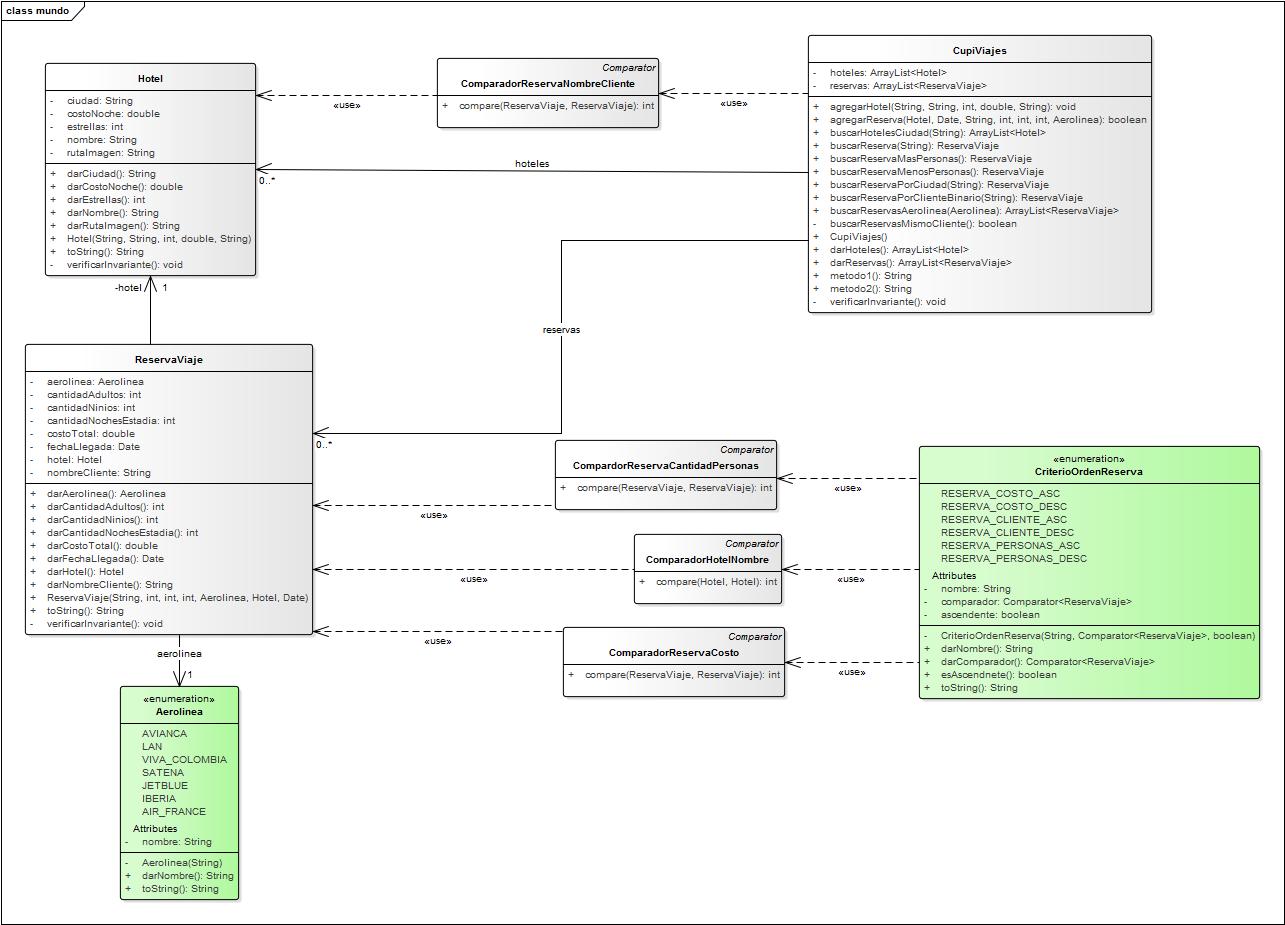 class mundo
Hotel
- ciudad: String
- costoNoche: double
- estrellas: int
- nombre: String
- rutaImagen: String
+ darCiudad(): String
+ darCostoNoche(): double
+ darEstrellas(): int
+ darNombre(): String
+ darRutaImagen(): String
+ Hotel(String, String, int, double, String)
+ toString(): String
- verificarInvariante(): void
«use»
Comparator
ComparadorReservaNombreCliente
+ compare(ReservaViaje, ReservaViaje): int
«use»
CupiViajes
- hoteles: ArrayList<Hotel>
- reservas: ArrayList<ReservaViaje>
+ agregarHotel(String, String, int, double, String): void
+ agregarReserva(Hotel, Date, String, int, int, int, Aerolinea): boolean
+ buscarHotelesCiudad(String): ArrayList<Hotel>
+ buscarReserva(String): ReservaViaje
+ buscarReservaMasPersonas(): ReservaViaje
+ buscarReservaMenosPersonas(): ReservaViaje
+ buscarReservaPorCiudad(String): ReservaViaje
+ buscarReservaPorClienteBinario(String): ReservaViaje
+ buscarReservasAerolinea(Aerolinea): ArrayList<ReservaViaje>
- buscarReservasMismoCliente(): boolean
+ CupiViajes()
+ darHoteles(): ArrayList<Hotel>
+ darReservas(): ArrayList<ReservaViaje>
+ metodo1(): String
+ metodo2(): String
- verificarInvariante(): void
hoteles
0..*
-hotel 1
reservas
0..*
ReservaViaje
- aerolinea: Aerolinea
- cantidadAdultos: int
- cantidadNinios: int
- cantidadNochesEstadia: int
- costoTotal: double
- fechaLlegada: Date
- hotel: Hotel
- nombreCliente: String
+ darAerolinea(): Aerolinea
+ darCantidadAdultos(): int
+ darCantidadNinios(): int
+ darCantidadNochesEstadia(): int
+ darCostoTotal(): double
+ darFechaLlegada(): Date
+ darHotel(): Hotel
+ darNombreCliente(): String
+ ReservaViaje(String, int, int, int, Aerolinea, Hotel, Date)
+ toString(): String
- verificarInvariante(): void
Comparator
CompardorReservaCantidadPersonas
+ compare(ReservaViaje, ReservaViaje): int
«use»
«use»
Comparator
ComparadorHotelNombre
+ compare(Hotel, Hotel): int
«use»
«use»
Comparator
ComparadorReservaCosto
+ compare(ReservaViaje, ReservaViaje): int
«use»
«use»
«enumeration»
CriterioOrdenReserva
RESERVA_COSTO_ASC
RESERVA_COSTO_DESC
RESERVA_CLIENTE_ASC
RESERVA_CLIENTE_DESC
RESERVA_PERSONAS_ASC
RESERVA_PERSONAS_DESC
Attributes
- nombre: String
- comparador: Comparator<ReservaViaje>
- ascendente: boolean
- CriterioOrdenReserva(String, Comparator<ReservaViaje>, boolean)
+ darNombre(): String
+ darComparador(): Comparator<ReservaViaje>
+ esAscendnete(): boolean
+ toString(): String
aerolinea
1
«enumeration»
Aerolinea
AVIANCA
LAN
VIVA_COLOMBIA
SATENA
JETBLUE
IBERIA
AIR_FRANCE
Attributes
- nombre: String
- Aerolinea(String)
+ darNombre(): String
+ toString(): String